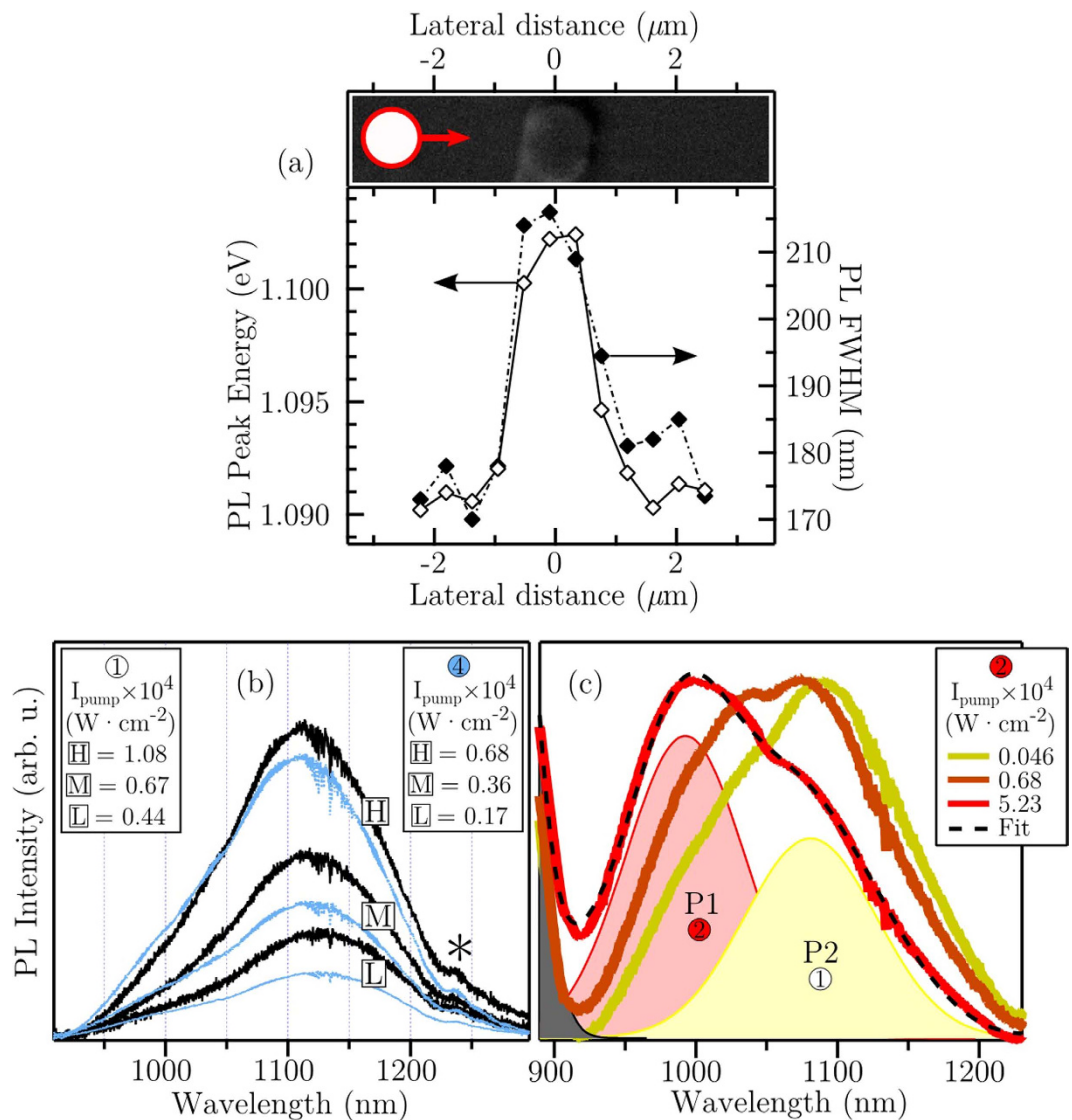 Lateral distance (μm)
-2 0 2
(a)
PL Peak Energy (eV)
1.100
1.095
1.090
PL FWHM (nm)
210
200
190
180
170
-2 0 2
Lateral distance (μm)
(b)
①
I_pump×10^4
(W · cm^-2)
H = 1.08
M = 0.67
L = 0.44
④
I_pump×10^4
(W · cm^-2)
H = 0.68
M = 0.36
L = 0.17
H
M
L
*
PL Intensity (arb. u.)
1000 1100 1200
Wavelength (nm)
(c)
②
I_pump×10^4
(W · cm^-2)
0.046
0.68
5.23
Fit
P1
②
P2
①
900 1000 1100 1200
Wavelength (nm)